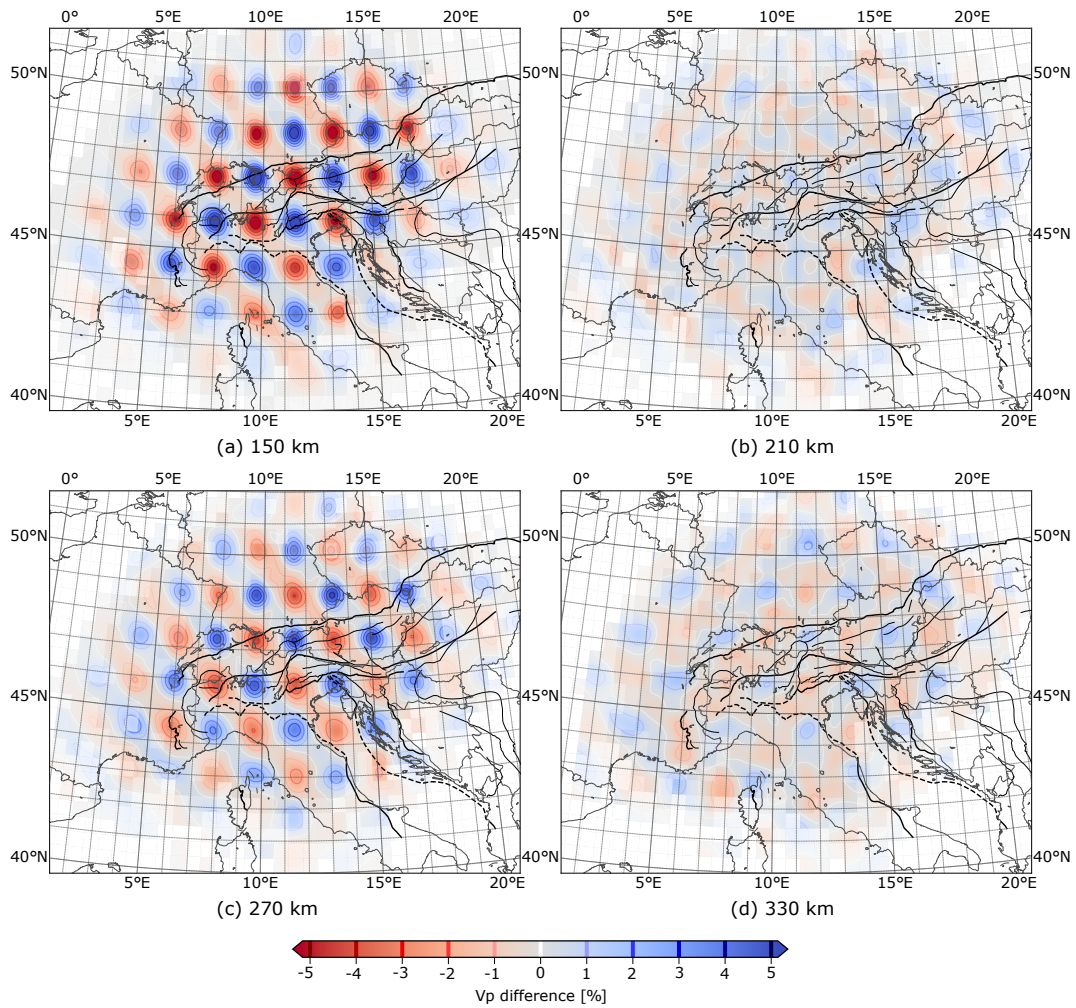 0° 5°E 10°E 15°E 20°E 0° 5°E 10°E 15°E 20°E
50°N 50°N
45°N 45°N
40°N 40°N
5°E 10°E 15°E 20°E 5°E 10°E 15°E 20°E
(a) 150 km (b) 210 km
0° 5°E 10°E 15°E 20°E 0° 5°E 10°E 15°E 20°E
50°N 50°N
45°N 45°N
40°N 40°N
5°E 10°E 15°E 20°E 5°E 10°E 15°E 20°E
(c) 270 km (d) 330 km
-5 -4 -3 -2 -1 0 1 2 3 4 5
Vp difference [%]